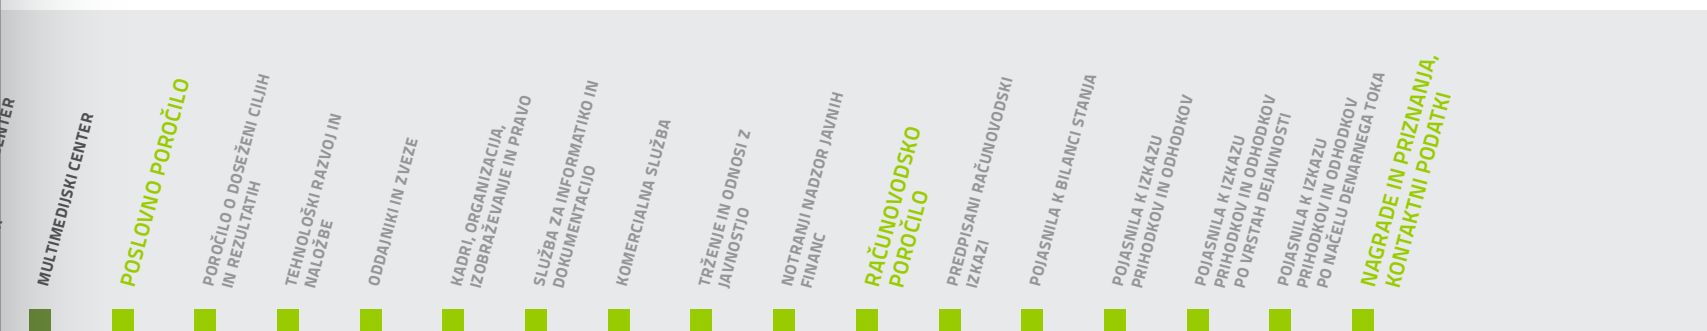 MULTIMEDIJSKI CENTER
POSLOVNO POROČILO
POROČILO O DOSEŽENI CILJIH
IN REZULTATIH
TEHNOLOŠKI RAZVOJ IN
NALOŽBE
ODDAJNIKI IN ZVEZE
KADRI, ORGANIZACIJA,
IZOBRAŽEVANJE IN PRAVO
SLUŽBA ZA INFORMATIKO IN
DOKUMENTACIJO
KOMERCIALNA SLUŽBA
TRŽENJE IN ODNOSI Z
JAVNOSTJO
NOTRANJI NADZOR JAVNIH
FINANC
RAČUNOVODSKO
POROČILO
PREDPISANI RAČUNOVODSKI
IZKAZI
POJASNILA K BILANCI STANJA
POJASNILA K IZKAZU
PRIHODKOV IN ODHODKOV
POJASNILA K IZKAZU
PRIHODKOV IN ODHODKOV
PO VRSTAH DEJAVNOSTI
POJASNILA K IZKAZU
PRIHODKOV IN ODHODKOV
PO NAČELU DENARNEGA TOKA
NAGRADE IN PRIZNANJA,
KONTAKTNI PODATKI